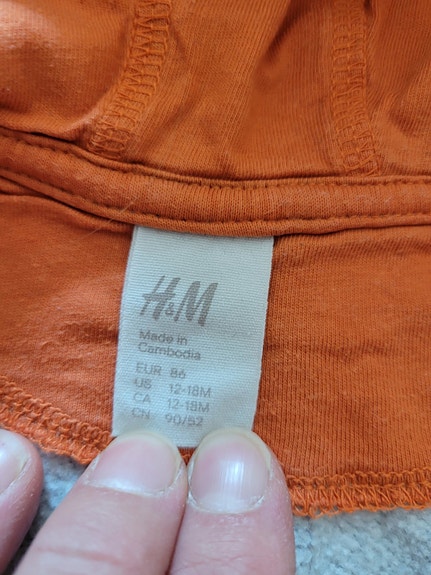 H&M
Made in
Cambodia
EUR 86
US 12-18M
CA 12-18M
CN 90/52